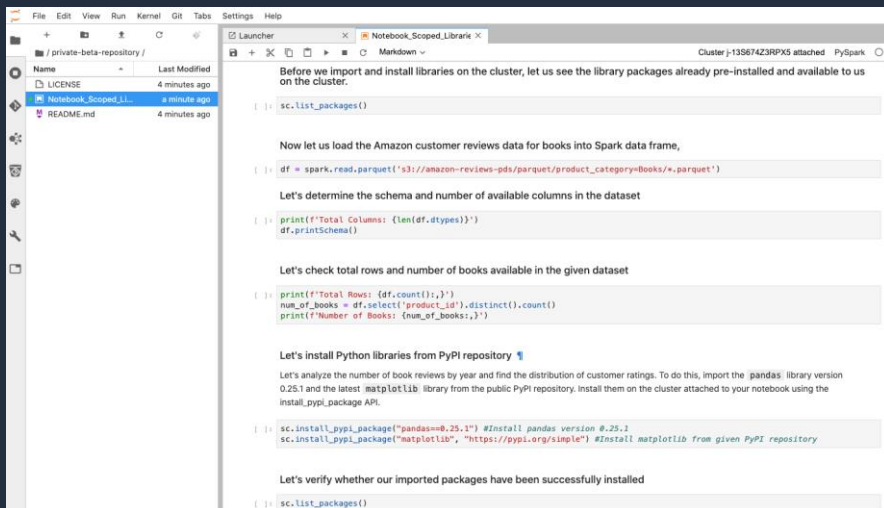 File Edit View Run Kernel Git Tabs Settings Help
/ private-beta-repository /
Name Last Modified
LICENSE 4 minutes ago
Notebook_Scoped_Li... a minute ago
README.md 4 minutes ago
Launcher × Notebook_Scoped_Librarie ×
Markdown Cluster j-13S674Z3RPX5 attached PySpark
Before we import and install libraries on the cluster, let us see the library packages already pre-installed and available to us
on the cluster.
[ ]: sc.list_packages()
Now let us load the Amazon customer reviews data for books into Spark data frame,
[ ]: df = spark.read.parquet('s3://amazon-reviews-pds/parquet/product_category=Books/*.parquet')
Let's determine the schema and number of available columns in the dataset
[ ]: print(f'Total Columns: {len(df.dtypes)}')
df.printSchema()
Let's check total rows and number of books available in the given dataset
[ ]: print(f'Total Rows: {df.count():,}')
num_of_books = df.select('product_id').distinct().count()
print(f'Number of Books: {num_of_books:,}')
Let's install Python libraries from PyPI repository ¶
Let's analyze the number of book reviews by year and find the distribution of customer ratings. To do this, import the pandas library version
0.25.1 and the latest matplotlib library from the public PyPI repository. Install them on the cluster attached to your notebook using the
install_pypi_package API.
[ ]: sc.install_pypi_package("pandas==0.25.1") #Install pandas version 0.25.1
sc.install_pypi_package("matplotlib", "https://pypi.org/simple") #Install matplotlib from given PyPI repository
Let's verify whether our imported packages have been successfully installed
[ ]: sc.list_packages()